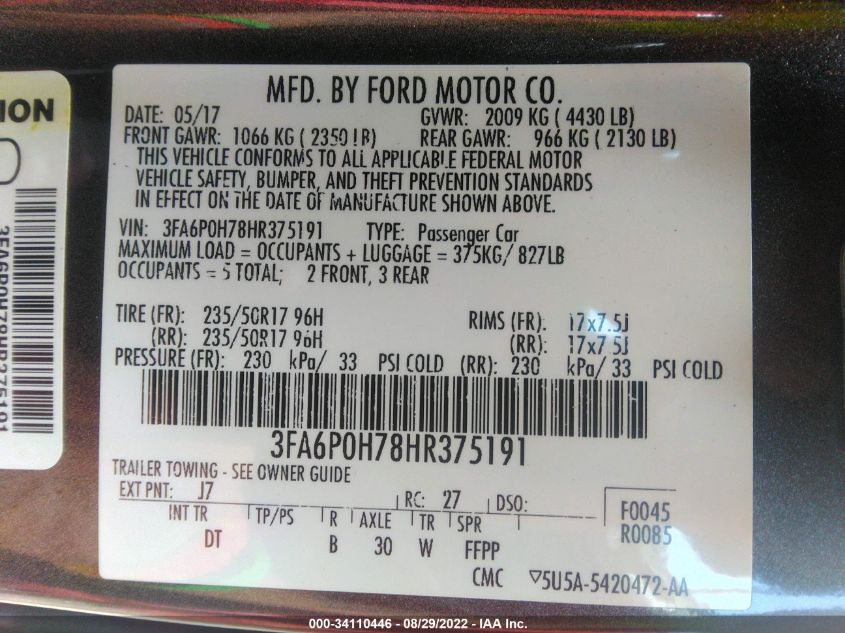 ION
3FA6P0H78HR375191
MFD. BY FORD MOTOR CO.
DATE: 05/17 GVWR: 2009 KG ( 4430 LB)
FRONT GAWR: 1066 KG ( 2350 LB) REAR GAWR: 966 KG ( 2130 LB)
THIS VEHICLE CONFORMS TO ALL APPLICABLE FEDERAL MOTOR
VEHICLE SAFETY, BUMPER, AND THEFT PREVENTION STANDARDS
IN EFFECT ON THE DATE OF MANUFACTURE SHOWN ABOVE.
VIN: 3FA6P0H78HR375191 TYPE: Passenger Car
MAXIMUM LOAD = OCCUPANTS + LUGGAGE = 375KG/ 827LB
OCCUPANTS = 5 TOTAL; 2 FRONT, 3 REAR
TIRE (FR): 235/50R17 96H RIMS (FR): 17x7.5J
(RR): 235/50R17 96H (RR): 17x7.5J
PRESSURE (FR): 230 kPa/ 33 PSI COLD (RR): 230 kPa/ 33 PSI COLD
3FA6P0H78HR375191
TRAILER TOWING - SEE OWNER GUIDE
EXT PNT: J7 RC: 27 DSO: F0045
INT TR TP/PS R AXLE TR SPR R0085
DT B 30 W FFPP
CMC ▽5U5A-5420472-AA
000-34110446 - 08/29/2022 - IAA Inc.